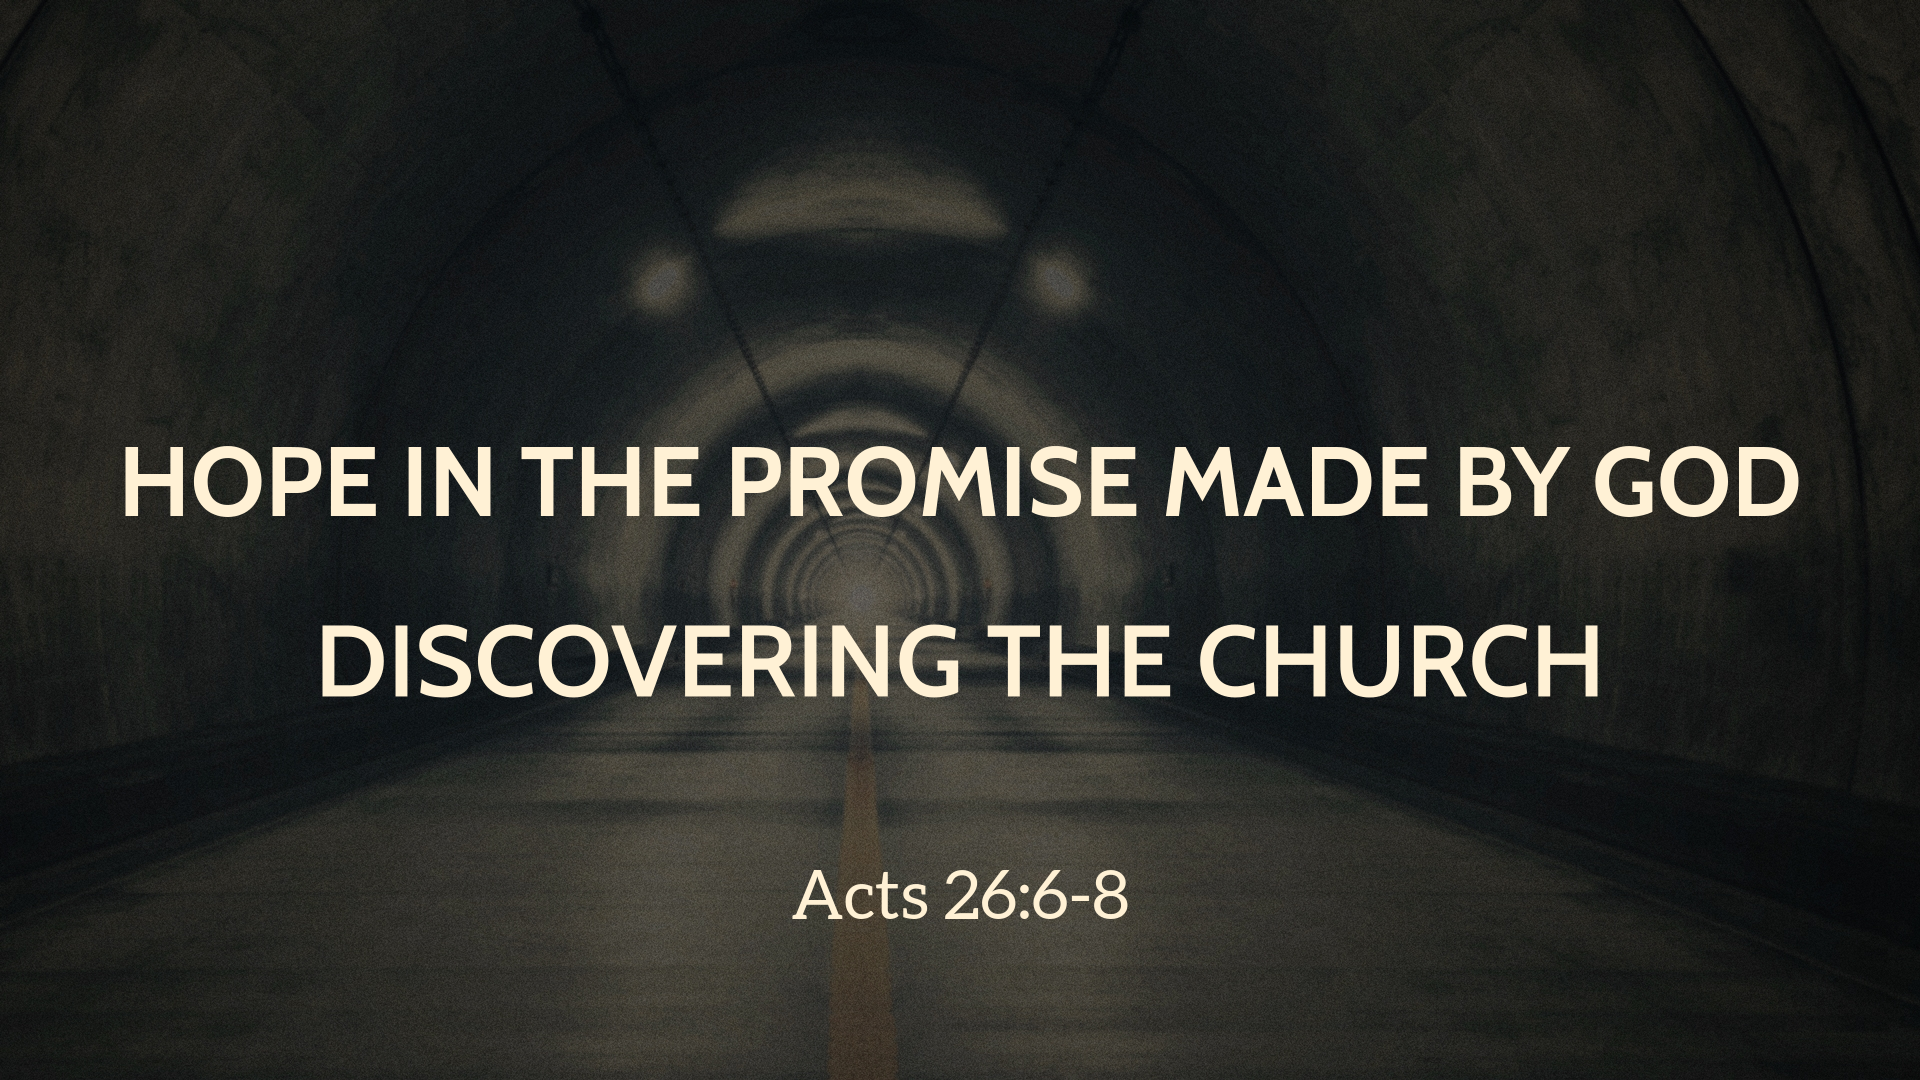 HOPE IN THE PROMISE MADE BY GOD
DISCOVERING THE CHURCH
Acts 26:6-8